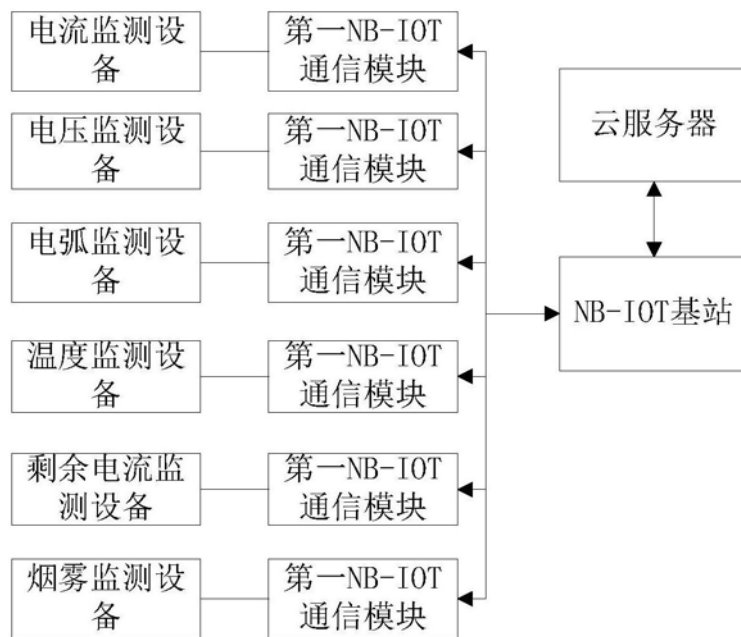 电流监测设
备
第一NB-IOT
通信模块
电压监测设
备
第一NB-IOT
通信模块
电弧监测设
备
第一NB-IOT
通信模块
温度监测设
备
第一NB-IOT
通信模块
剩余电流监
测设备
第一NB-IOT
通信模块
烟雾监测设
备
第一NB-IOT
通信模块
云服务器
NB-IOT基站